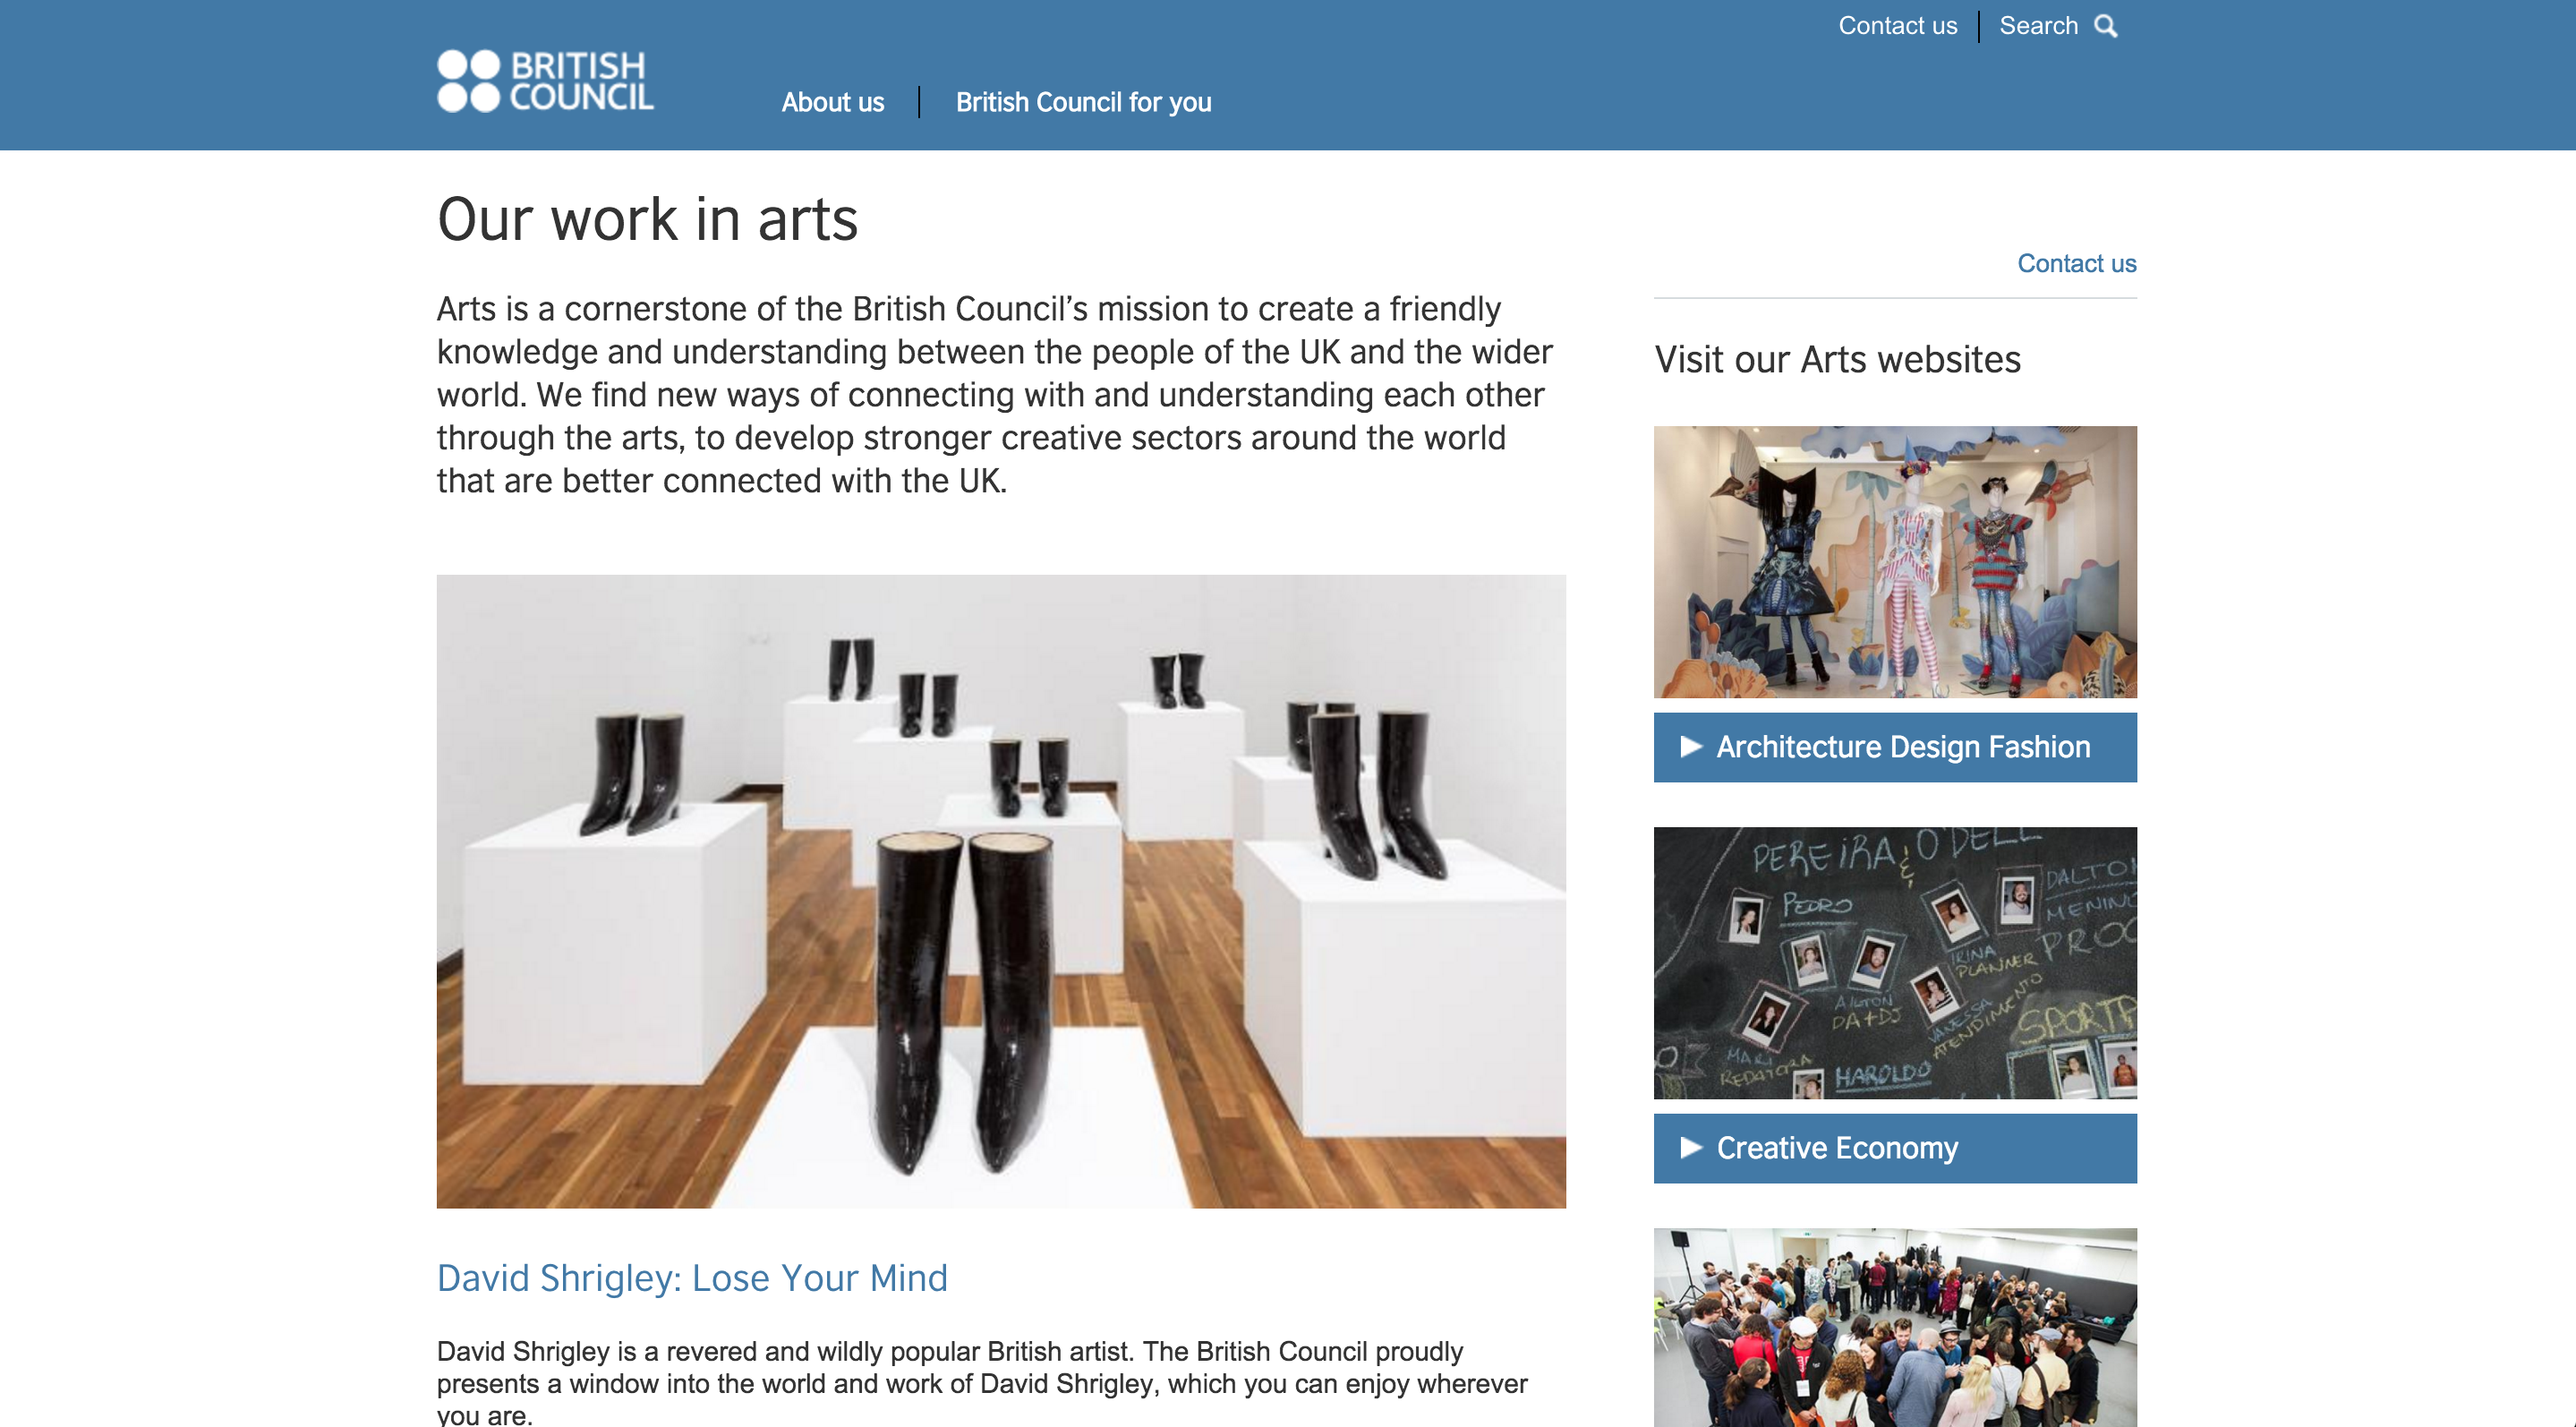 Contact us
Search
BRITISH
COUNCIL
About us
British Council for you
Our work in arts
Arts is a cornerstone of the British Council’s mission to create a friendly
knowledge and understanding between the people of the UK and the wider
world. We find new ways of connecting with and understanding each other
through the arts, to develop stronger creative sectors around the world
that are better connected with the UK.
David Shrigley: Lose Your Mind
David Shrigley is a revered and wildly popular British artist. The British Council proudly
presents a window into the world and work of David Shrigley, which you can enjoy wherever
you are.
Contact us
Visit our Arts websites
Architecture Design Fashion
PEREIRA & O'DELL
PEDRO
DALTO
MENINO
PROD
IRINA
PLANNER
AILTON
DA+DJ
VANESSA
ATENDIMENTO
SPORT
MARI
REDATORA
HAROLDO
Creative Economy